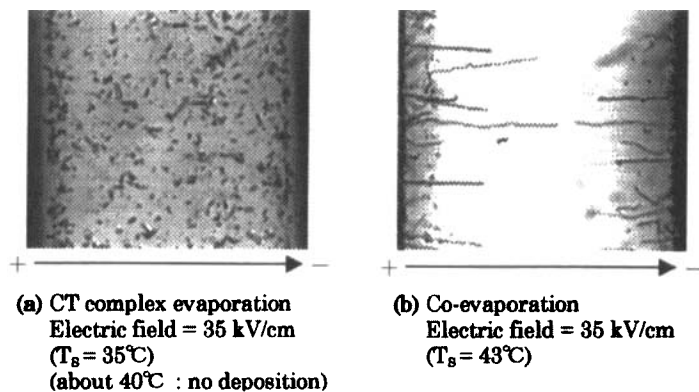 + −
+ −
(a) CT complex evaporation
Electric field = 35 kV/cm
(Ts = 35℃)
(about 40℃ : no deposition)
(b) Co-evaporation
Electric field = 35 kV/cm
(Ts = 43℃)